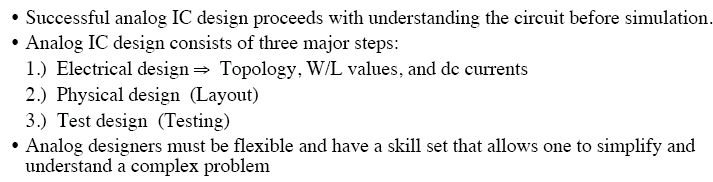 • Successful analog IC design proceeds with understanding the circuit before simulation.
• Analog IC design consists of three major steps:
1.) Electrical design ⇒ Topology, W/L values, and dc currents
2.) Physical design (Layout)
3.) Test design (Testing)
• Analog designers must be flexible and have a skill set that allows one to simplify and
understand a complex problem